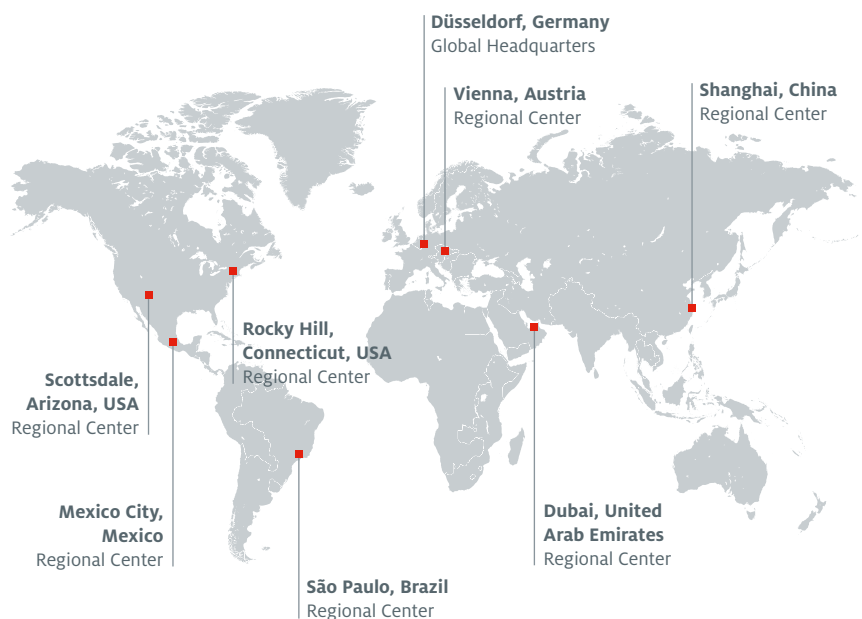 Düsseldorf, Germany
Global Headquarters
Vienna, Austria
Regional Center
Shanghai, China
Regional Center
Rocky Hill,
Connecticut, USA
Regional Center
Scottsdale,
Arizona, USA
Regional Center
Mexico City,
Mexico
Regional Center
Dubai, United
Arab Emirates
Regional Center
São Paulo, Brazil
Regional Center